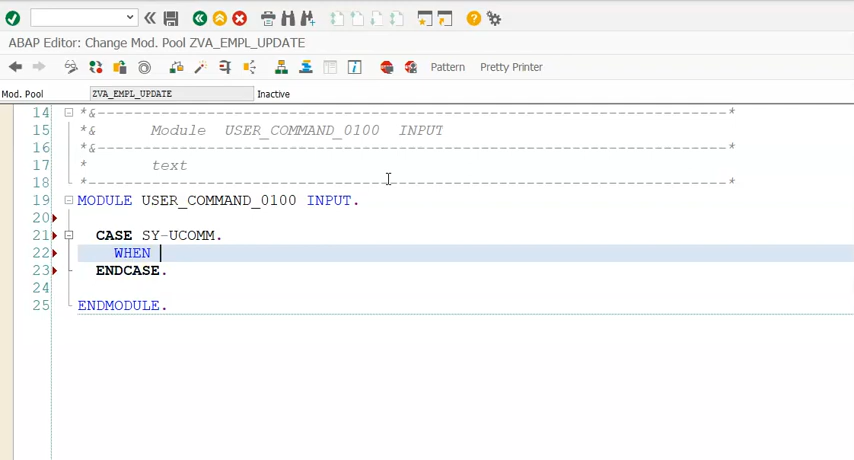 ABAP Editor: Change Mod. Pool ZVA_EMPL_UPDATE
Pattern Pretty Printer
Mod. Pool ZVA_EMPL_UPDATE Inactive
14 *&---------------------------------------------------------------------*
15 *& Module USER_COMMAND_0100 INPUT
16 *&---------------------------------------------------------------------*
17 * text
18 *----------------------------------------------------------------------*
19 MODULE USER_COMMAND_0100 INPUT.
20
21 CASE SY-UCOMM.
22 WHEN
23 ENDCASE.
24
25 ENDMODULE.